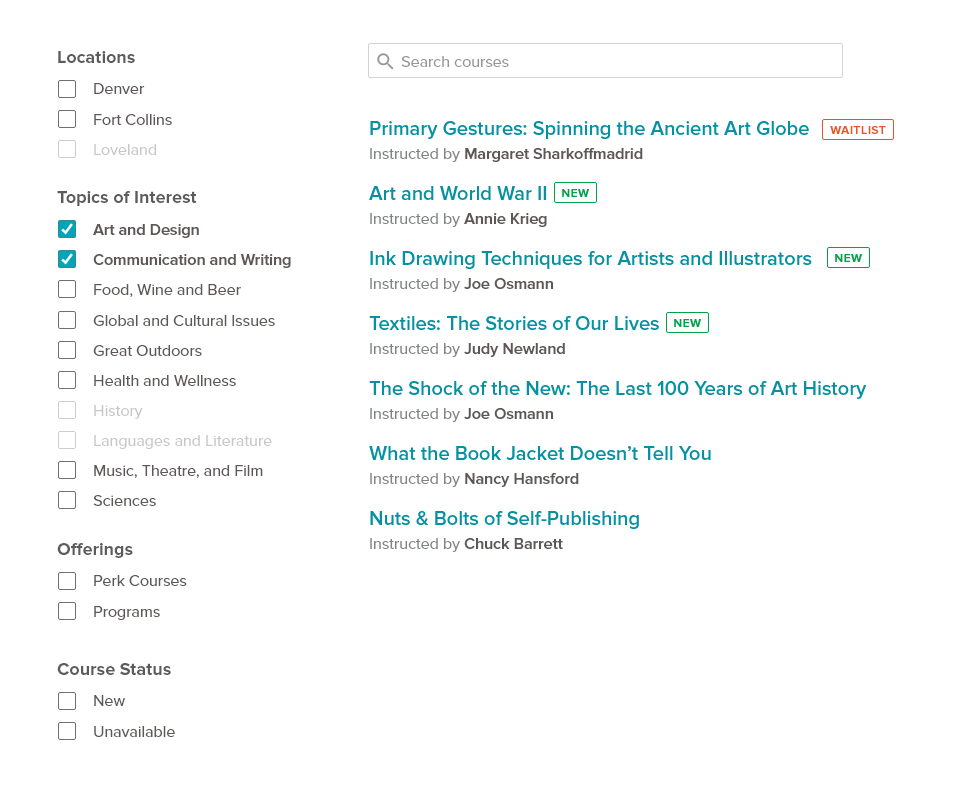 Locations
Denver
Fort Collins
Loveland
Topics of Interest
Art and Design
Communication and Writing
Food, Wine and Beer
Global and Cultural Issues
Great Outdoors
Health and Wellness
History
Languages and Literature
Music, Theatre, and Film
Sciences
Offerings
Perk Courses
Programs
Course Status
New
Unavailable
Search courses
Primary Gestures: Spinning the Ancient Art Globe WAITLIST
Instructed by Margaret Sharkoffmadrid
Art and World War II NEW
Instructed by Annie Krieg
Ink Drawing Techniques for Artists and Illustrators NEW
Instructed by Joe Osmann
Textiles: The Stories of Our Lives NEW
Instructed by Judy Newland
The Shock of the New: The Last 100 Years of Art History
Instructed by Joe Osmann
What the Book Jacket Doesn’t Tell You
Instructed by Nancy Hansford
Nuts & Bolts of Self-Publishing
Instructed by Chuck Barrett